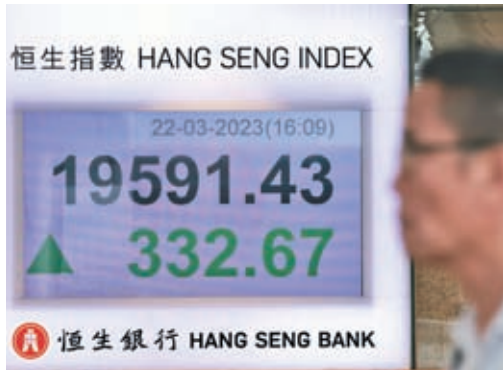 恒生指數 HANG SENG INDEX
22-03-2023(16:09)
19591.43
▲ 332.67
恒生銀行 HANG SENG BANK